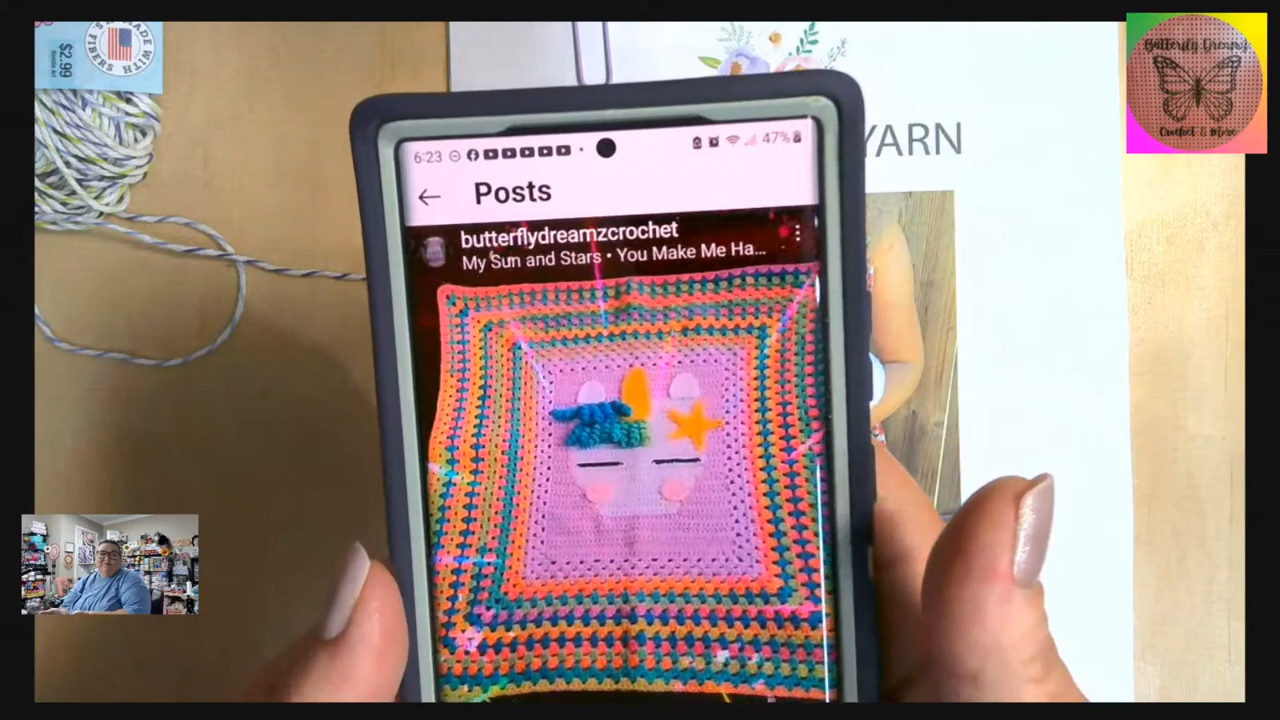 MADE WITH
FIBERS
$2.99
YARN
6:23
47%
Posts
butterflydreamzcrochet
My Sun and Stars • You Make Me Ha...
Butterfly Dreamz
Crochet & More